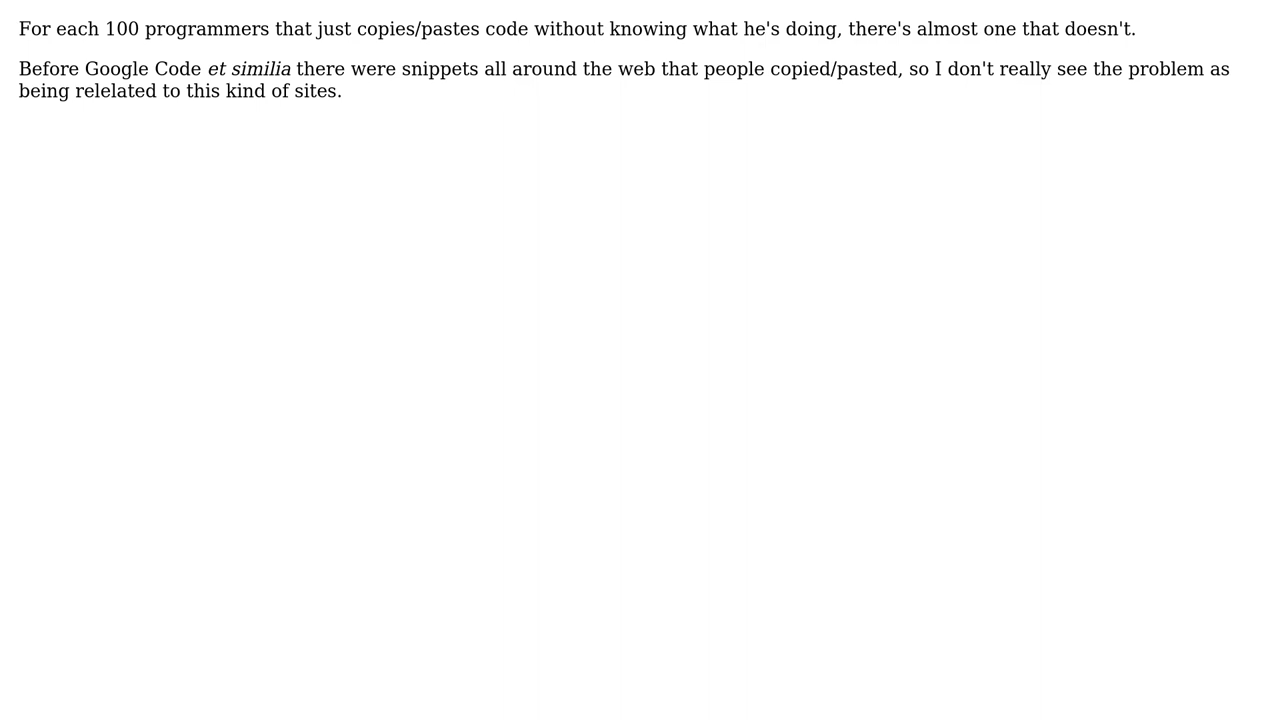 For each 100 programmers that just copies/pastes code without knowing what he's doing, there's almost one that doesn't.
Before Google Code et similia there were snippets all around the web that people copied/pasted, so I don't really see the problem as
being relelated to this kind of sites.